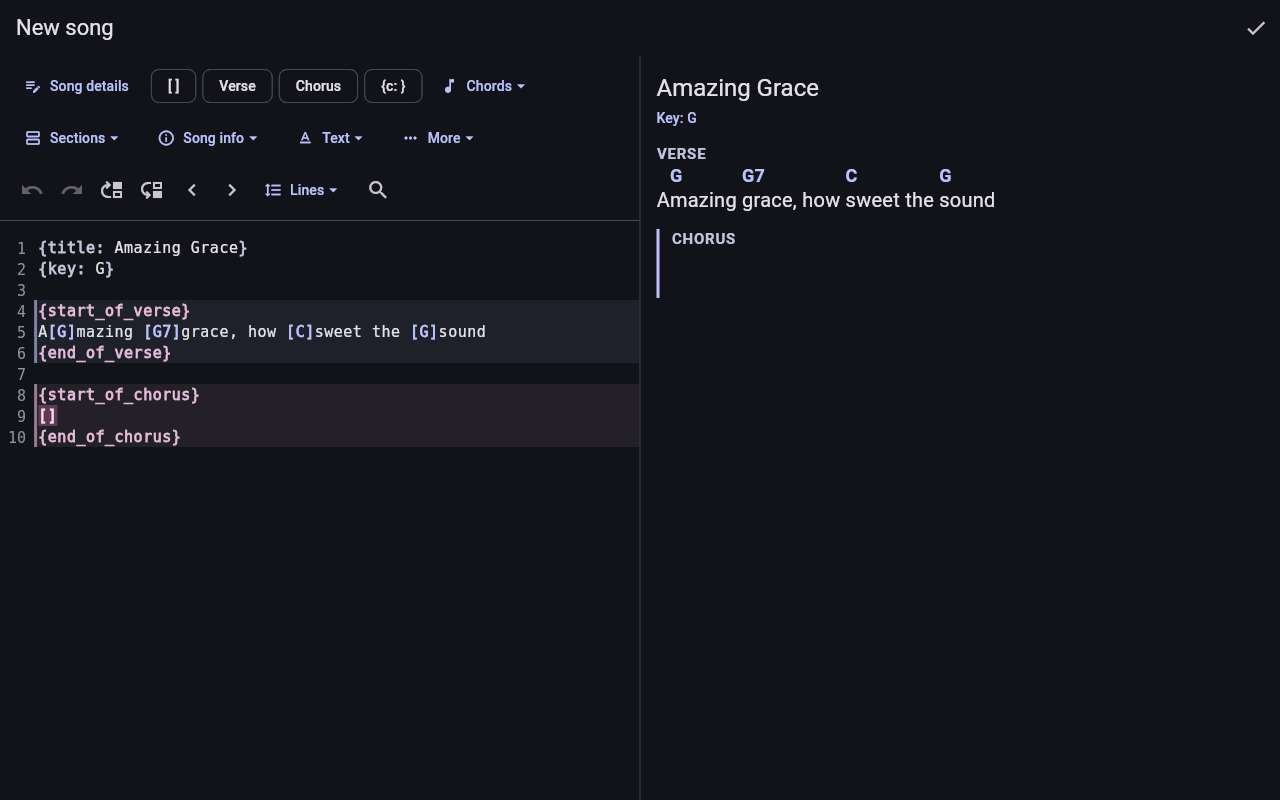 New song
Song details [ ] Verse Chorus {c: } Chords
Sections Song info Text More
Lines
1 {title: Amazing Grace}
2 {key: G}
3
4 {start_of_verse}
5 A[G]mazing [G7]grace, how [C]sweet the [G]sound
6 {end_of_verse}
7
8 {start_of_chorus}
9 []
10 {end_of_chorus}
Amazing Grace
Key: G
VERSE
G G7 C G
Amazing grace, how sweet the sound
CHORUS